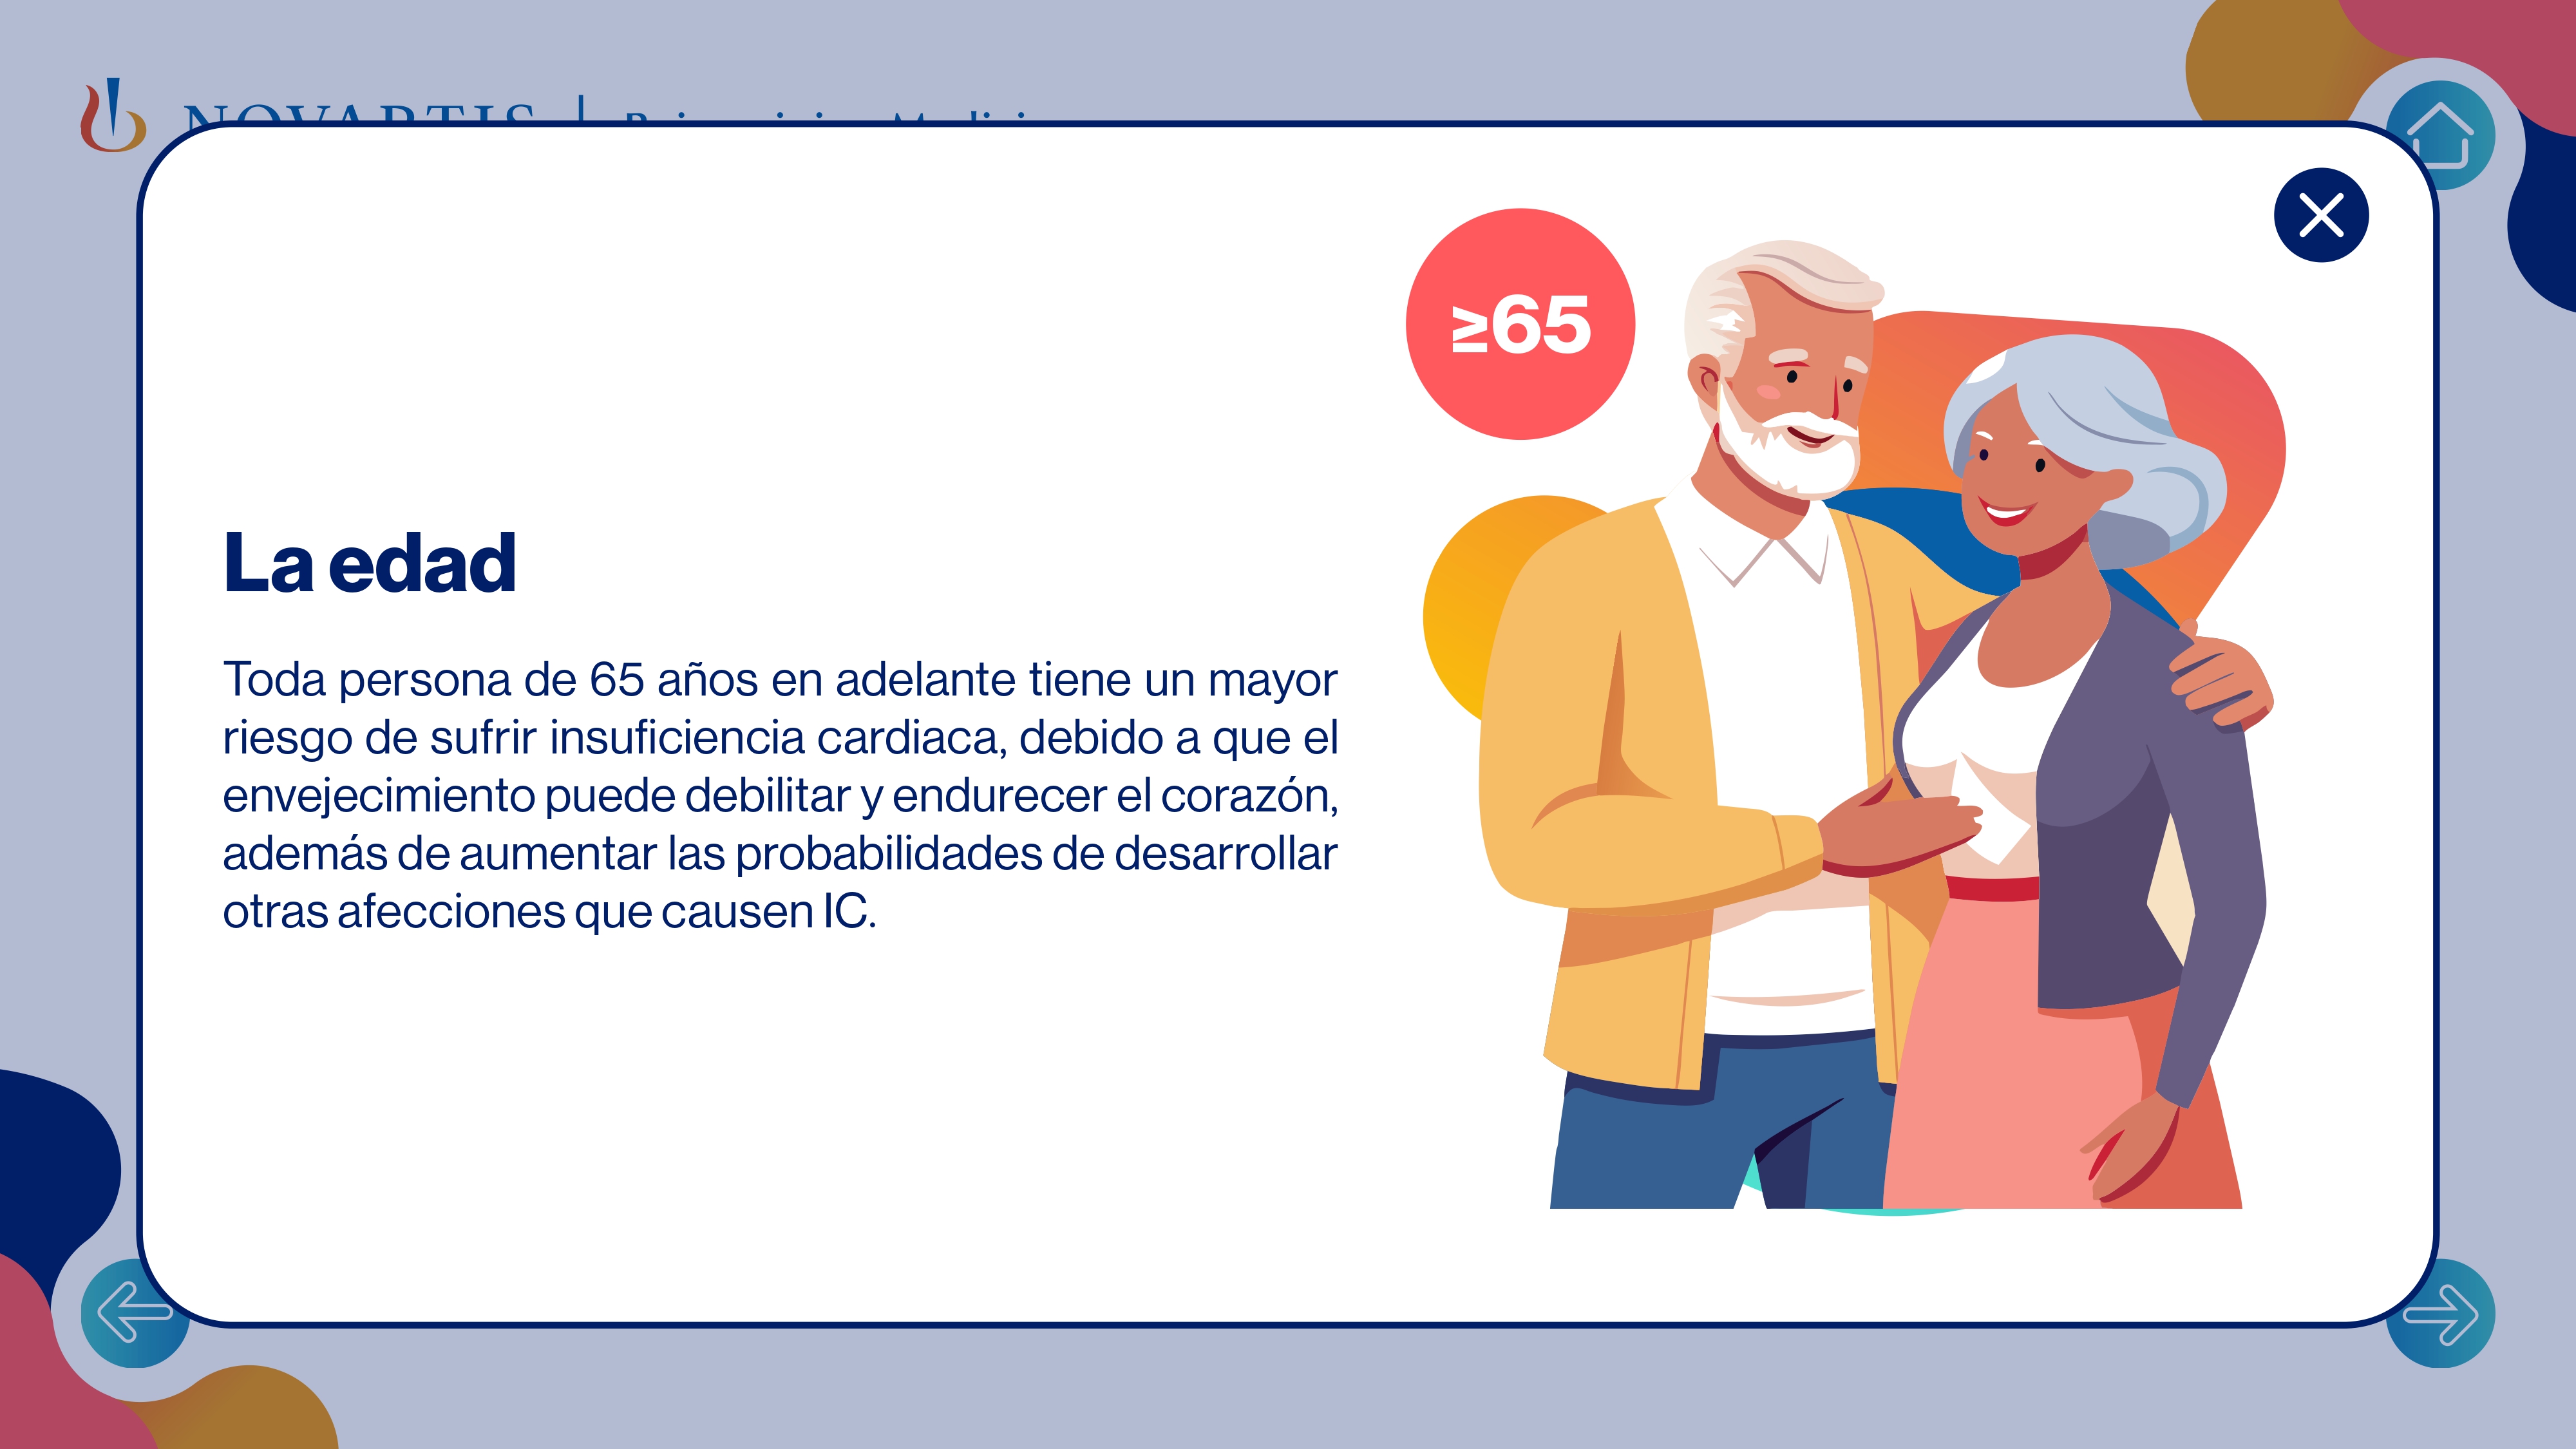 NOVARTIS
≥65
La edad
Toda persona de 65 años en adelante tiene un mayor
riesgo de sufrir insuficiencia cardiaca, debido a que el
envejecimiento puede debilitar y endurecer el corazón,
además de aumentar las probabilidades de desarrollar
otras afecciones que causen IC.